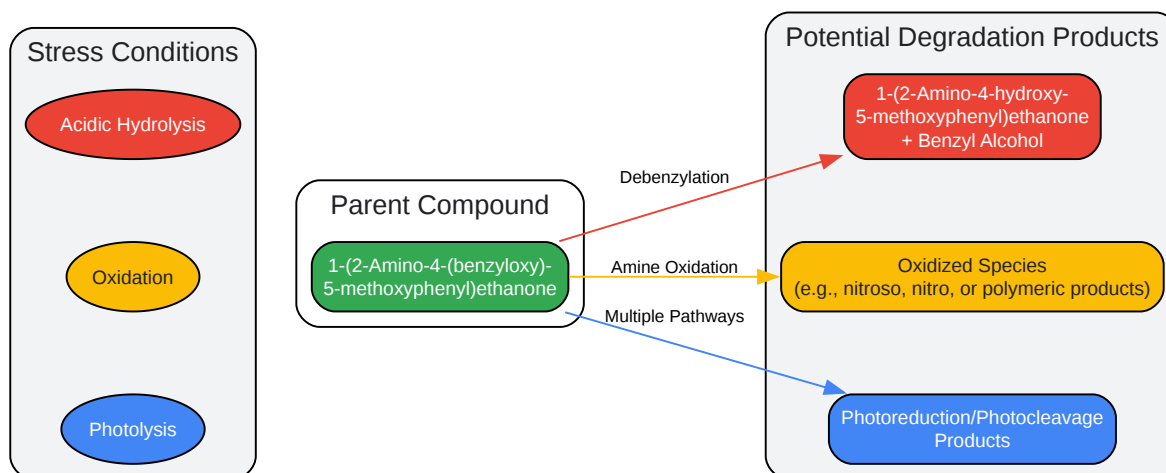 Stress Conditions
Acidic Hydrolysis
Oxidation
Photolysis
Parent Compound
1-(2-Amino-4-(benzyloxy)-
5-methoxyphenyl)ethanone
Debenzylation
Amine Oxidation
Multiple Pathways
Potential Degradation Products
1-(2-Amino-4-hydroxy-
5-methoxyphenyl)ethanone
+ Benzyl Alcohol
Oxidized Species
(e.g., nitroso, nitro, or polymeric products)
Photoreduction/Photocleavage
Products